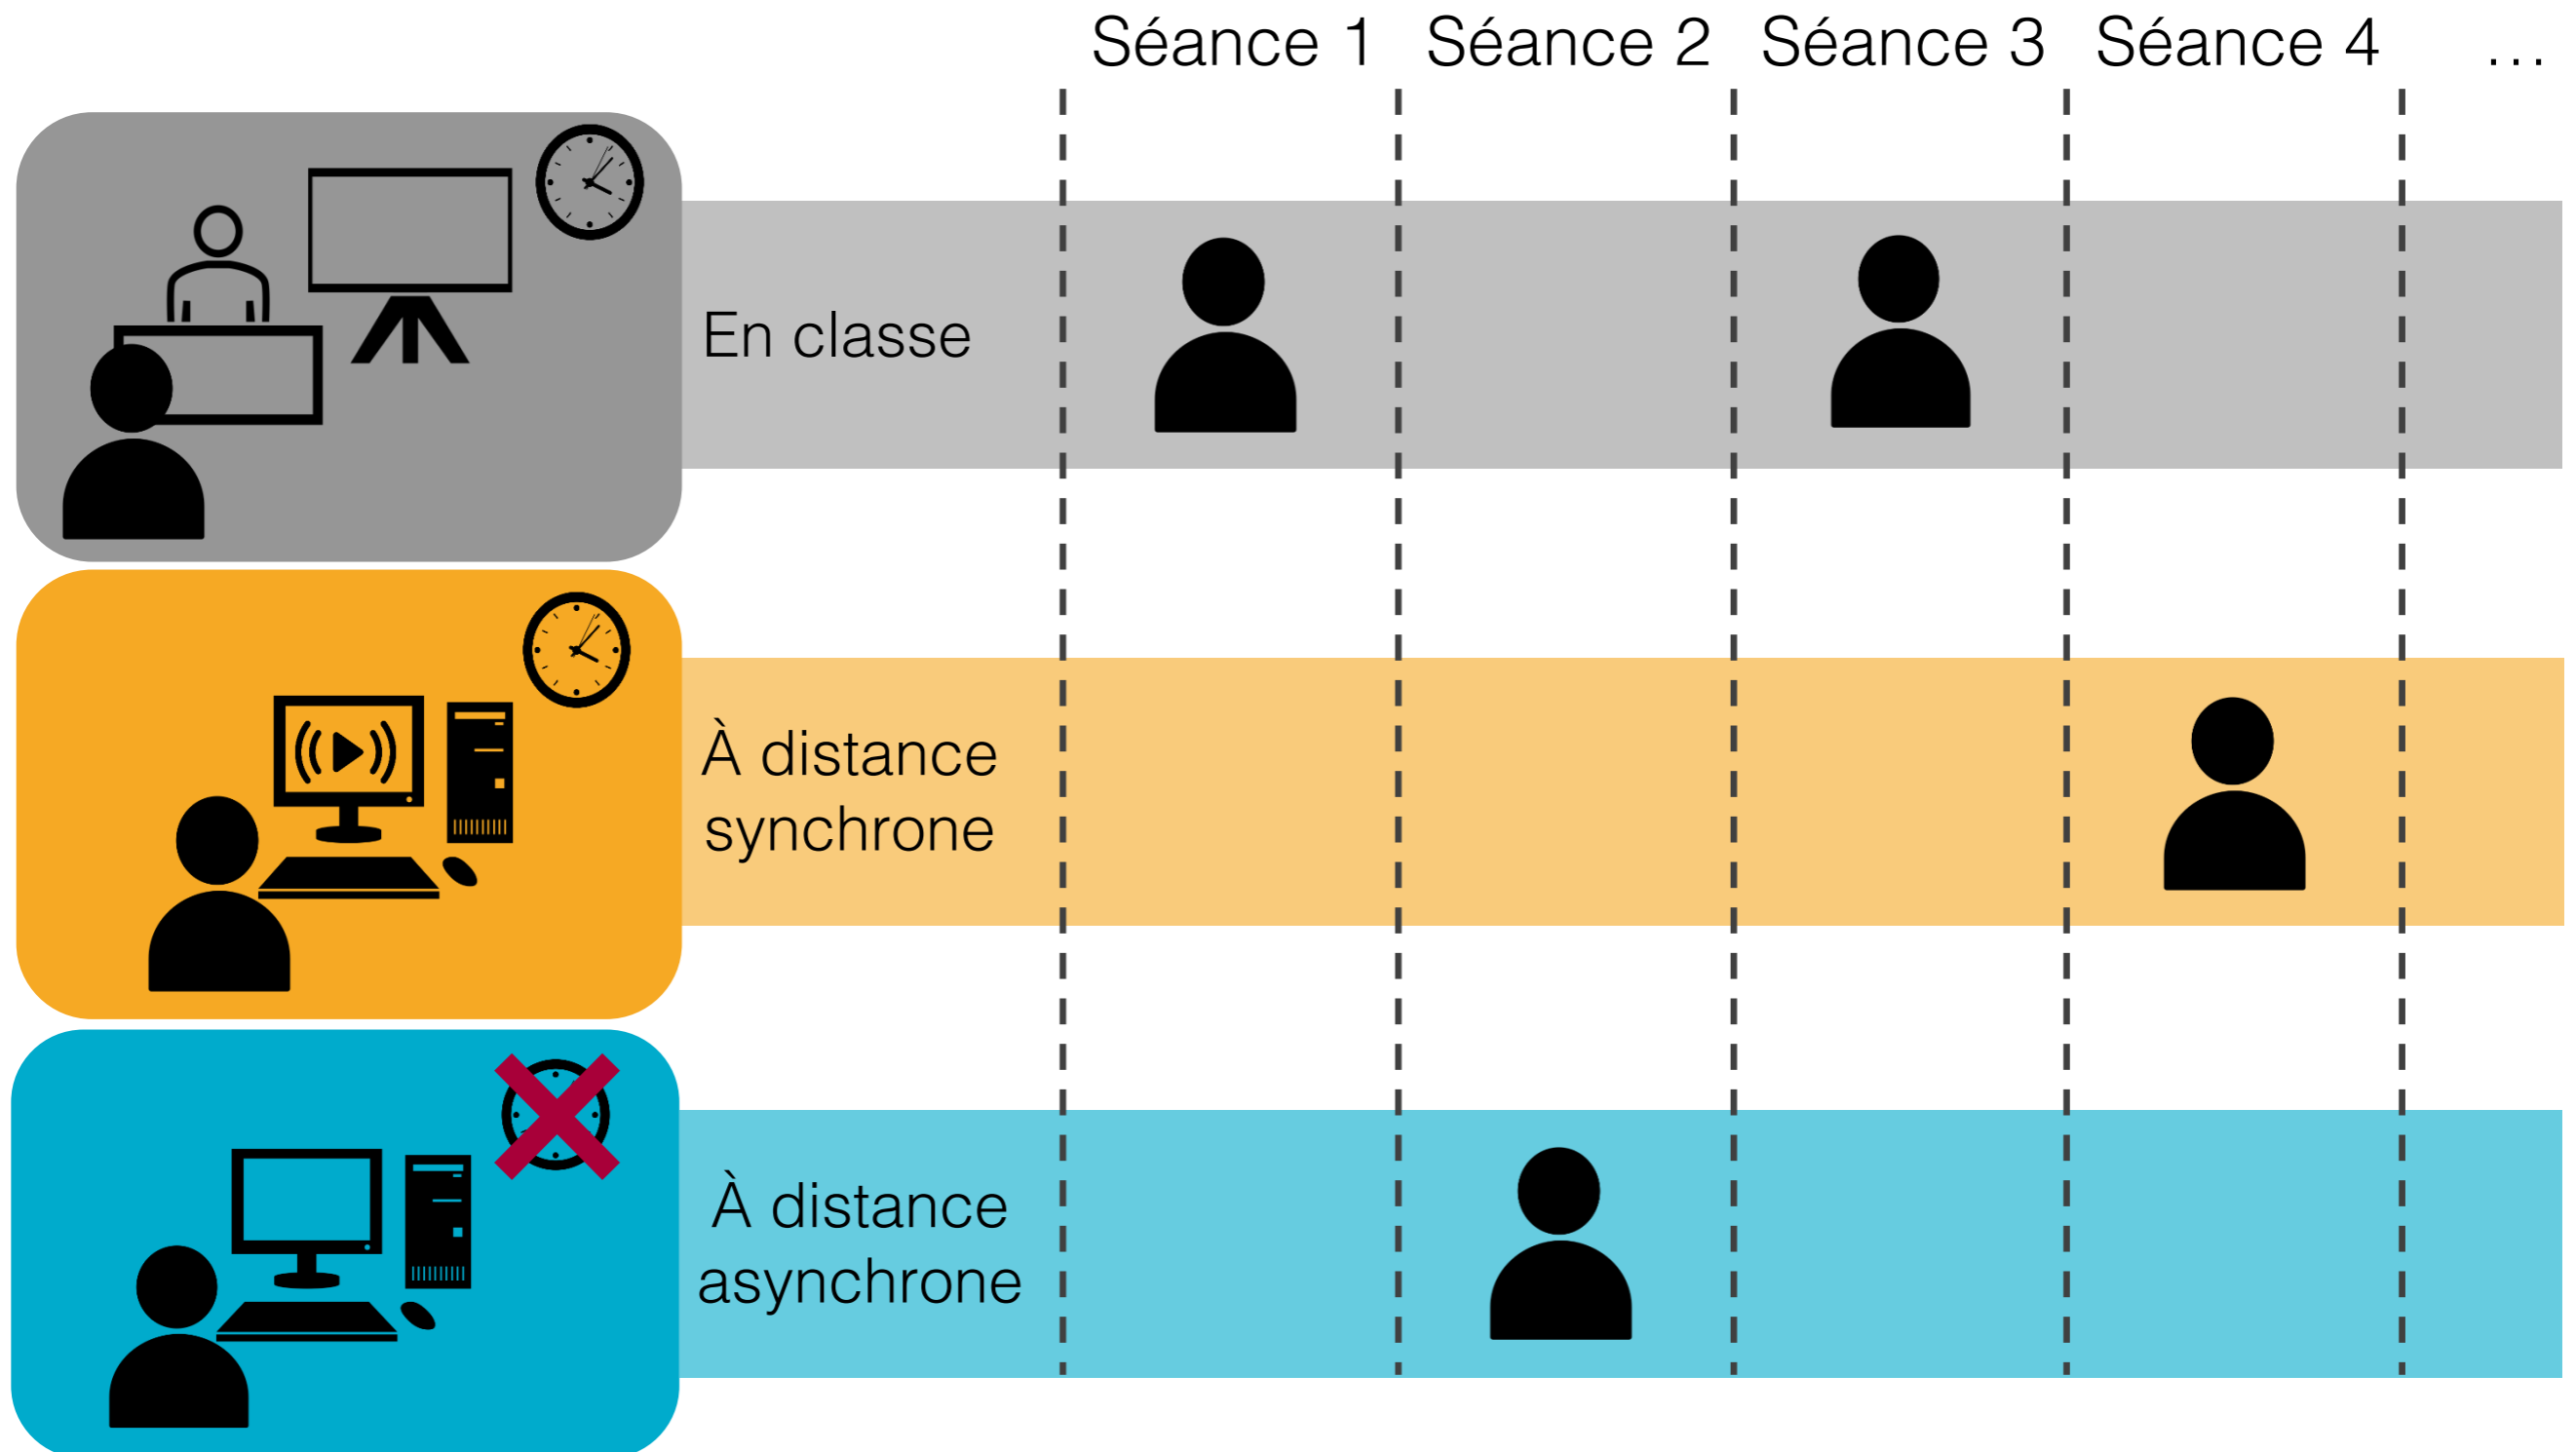 Séance 1 Séance 2 Séance 3 Séance 4 ...
En classe
À distance
synchrone
À distance
asynchrone